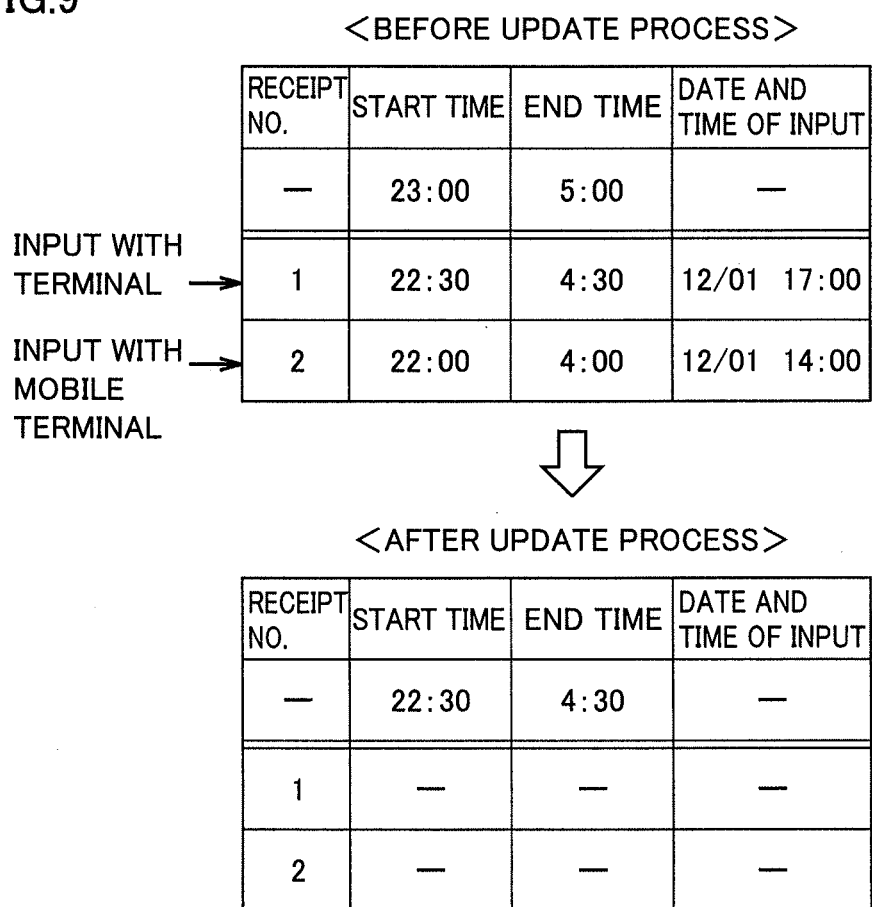 IG.9
<BEFORE UPDATE PROCESS>
RECEIPT NO. START TIME END TIME DATE AND TIME OF INPUT
— 23:00 5:00 —
INPUT WITH TERMINAL → 1 22:30 4:30 12/01 17:00
INPUT WITH MOBILE TERMINAL → 2 22:00 4:00 12/01 14:00
<AFTER UPDATE PROCESS>
RECEIPT NO. START TIME END TIME DATE AND TIME OF INPUT
— 22:30 4:30 —
1 — — —
2 — — —